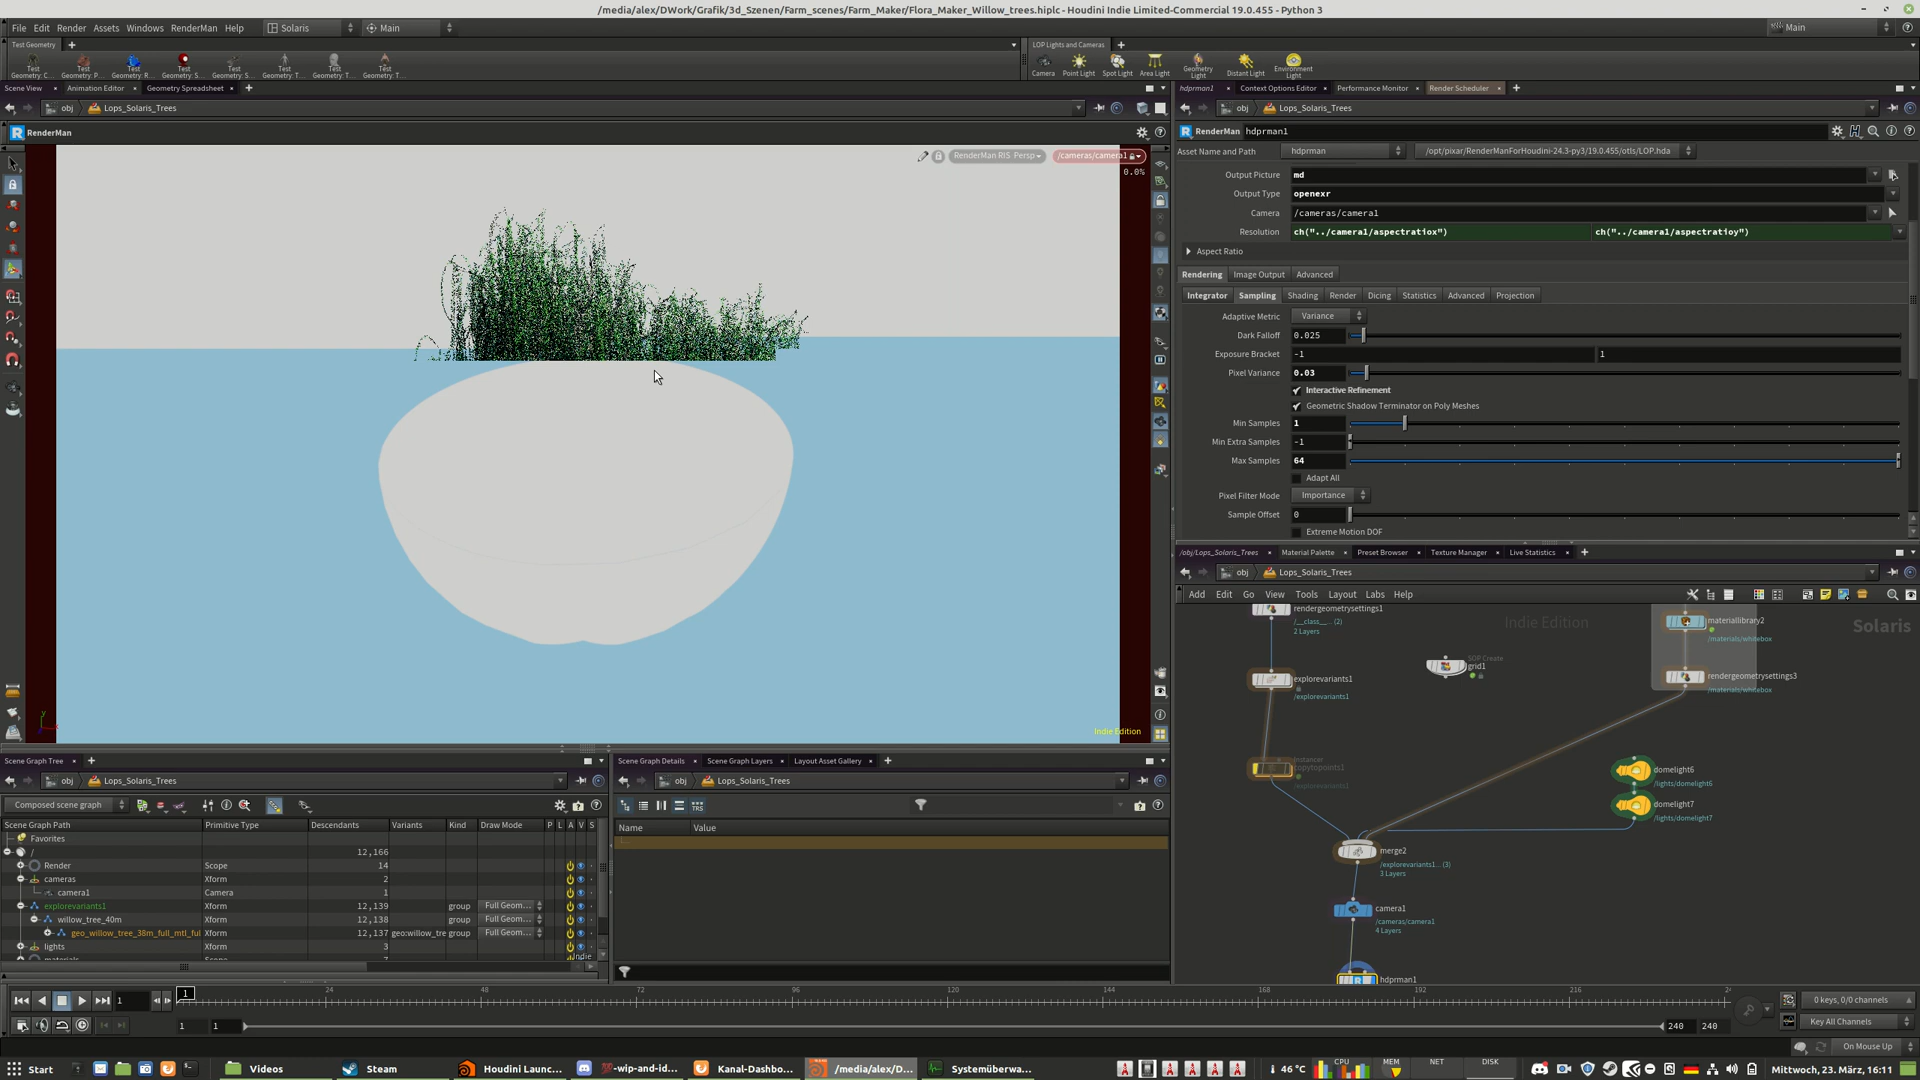 /media/alex/DWork/Grafik/3d_Szenen/Farm_scenes/Farm_Maker/Flora_Maker_Willow_trees.hiplc - Houdini Indie Limited-Commercial 19.0.455 - Python 3
File Edit Render Assets Windows RenderMan Help Solaris Main Main
Test Geometry LOP Lights and Cameras
Test Geometry: C... Test Geometry: P... Test Geometry: R... Test Geometry: S... Test Geometry: S... Test Geometry: T... Test Geometry: T... Test Geometry: T...
Camera Point Light Spot Light Area Light Geometry Light Distant Light Environment Light
Scene View Animation Editor Geometry Spreadsheet
obj Lops_Solaris_Trees
RenderMan
RenderMan RIS Persp /cameras/camera1
0.0%
Indie Edition
hdprman1 Context Options Editor Performance Monitor Render Scheduler
obj Lops_Solaris_Trees
RenderMan hdprman1
Asset Name and Path hdprman /opt/pixar/RenderManForHoudini-24.3-py3/19.0.455/otls/LOP.hda
Output Picture md
Output Type openexr
Camera /cameras/camera1
Resolution ch("../camera1/aspectratiox") ch("../camera1/aspectratioy")
Aspect Ratio
Rendering Image Output Advanced
Integrator Sampling Shading Render Dicing Statistics Advanced Projection
Adaptive Metric Variance
Dark Falloff 0.025
Exposure Bracket -1 1
Pixel Variance 0.03
Interactive Refinement
Geometric Shadow Terminator on Poly Meshes
Min Samples 1
Min Extra Samples -1
Max Samples 64
Adapt All
Pixel Filter Mode Importance
Sample Offset 0
Extreme Motion DOF
/obj/Lops_Solaris_Trees Material Palette Preset Browser Texture Manager Live Statistics
obj Lops_Solaris_Trees
Add Edit Go View Tools Layout Labs Help
Indie Edition Solaris
rendergeometrysettings1
/__class__... (2)
2 Layers
materiallibrary2
/materials/whitebox
SOP Create
grid1
explorevariants1
/explorevariants1
rendergeometrysettings3
/materials/whitebox
Instancer
copytopoints1
/explorevariants1
domelight6
/lights/domelight6
domelight7
/lights/domelight7
merge2
/explorevariants1... (3)
3 Layers
camera1
/cameras/camera1
4 Layers
hdprman1
Scene Graph Tree
obj Lops_Solaris_Trees
Composed scene graph
Scene Graph Path Primitive Type Descendants Variants Kind Draw Mode P L A V S
Favorites
/ 12,166
Render Scope 14
cameras Xform 2
camera1 Camera 1
explorevariants1 Xform 12,139 group Full Geom...
willow_tree_40m Xform 12,138 group Full Geom...
geo_willow_tree_38m_full_mtl_ful Xform 12,137 geo:willow_tre group Full Geom...
lights Xform 3
Indie
Scene Graph Details Scene Graph Layers Layout Asset Gallery
obj Lops_Solaris_Trees
TRS
Name Value
1 1 24 48 72 96 120 144 168 192 216
0 keys, 0/0 channels
1 1 240 240 Key All Channels
On Mouse Up
Start Videos Steam Houdini Launc... -wip-and-id... Kanal-Dashbo... /media/alex/D... Systemüberwa... 46 °C CPU MEM NET DISK Mittwoch, 23. März, 16:11